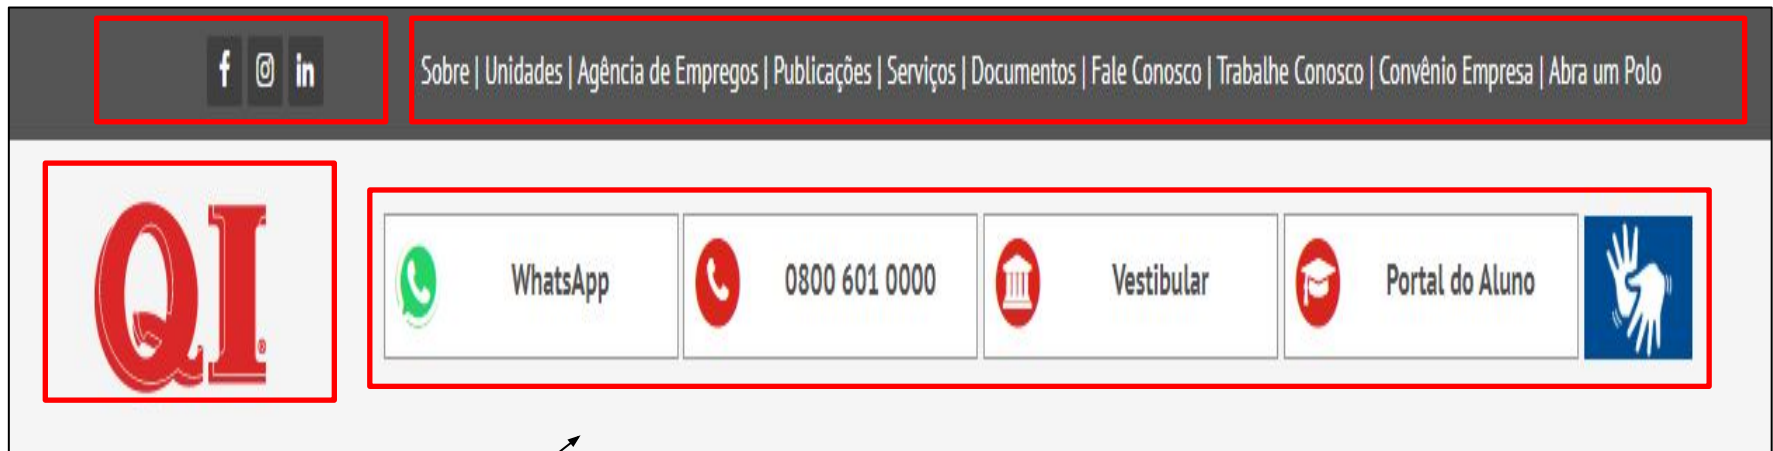 f in
Sobre | Unidades | Agência de Empregos | Publicações | Serviços | Documentos | Fale Conosco | Trabalhe Conosco | Convênio Empresa | Abra um Polo
QI®
WhatsApp
0800 601 0000
Vestibular
Portal do Aluno